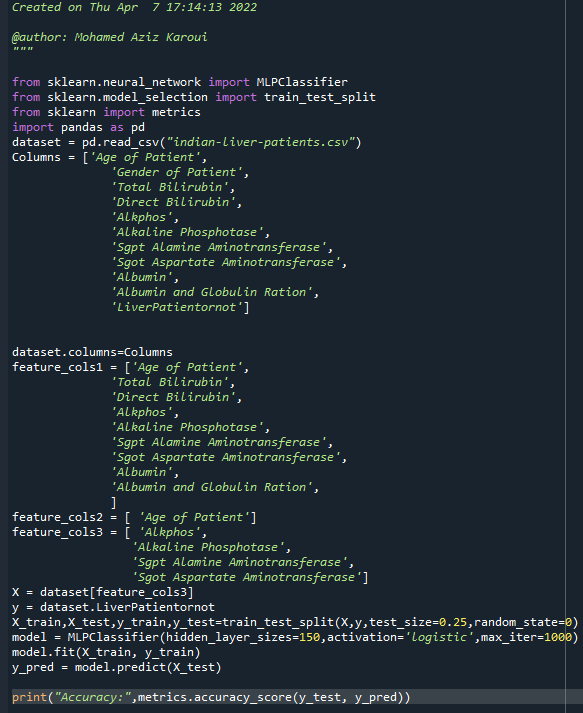 Created on Thu Apr  7 17:14:13 2022

@author: Mohamed Aziz Karoui
"""

from sklearn.neural_network import MLPClassifier
from sklearn.model_selection import train_test_split
from sklearn import metrics
import pandas as pd
dataset = pd.read_csv("indian-liver-patients.csv")
Columns = ['Age of Patient',
              'Gender of Patient',
              'Total Bilirubin',
              'Direct Bilirubin',
              'Alkphos',
              'Alkaline Phosphotase',
              'Sgpt Alamine Aminotransferase',
              'Sgot Aspartate Aminotransferase',
              'Albumin',
              'Albumin and Globulin Ration',
              'LiverPatientornot']


dataset.columns=Columns
feature_cols1 = ['Age of Patient',
              'Total Bilirubin',
              'Direct Bilirubin',
              'Alkphos',
              'Alkaline Phosphotase',
              'Sgpt Alamine Aminotransferase',
              'Sgot Aspartate Aminotransferase',
              'Albumin',
              'Albumin and Globulin Ration',
              ]
feature_cols2 = [ 'Age of Patient']
feature_cols3 = [ 'Alkphos',
                 'Alkaline Phosphotase',
                 'Sgpt Alamine Aminotransferase',
                 'Sgot Aspartate Aminotransferase']
X = dataset[feature_cols3]
y = dataset.LiverPatientornot
X_train,X_test,y_train,y_test=train_test_split(X,y,test_size=0.25,random_state=0)
model = MLPClassifier(hidden_layer_sizes=150,activation='logistic',max_iter=1000)
model.fit(X_train, y_train)
y_pred = model.predict(X_test)

print("Accuracy:",metrics.accuracy_score(y_test, y_pred))